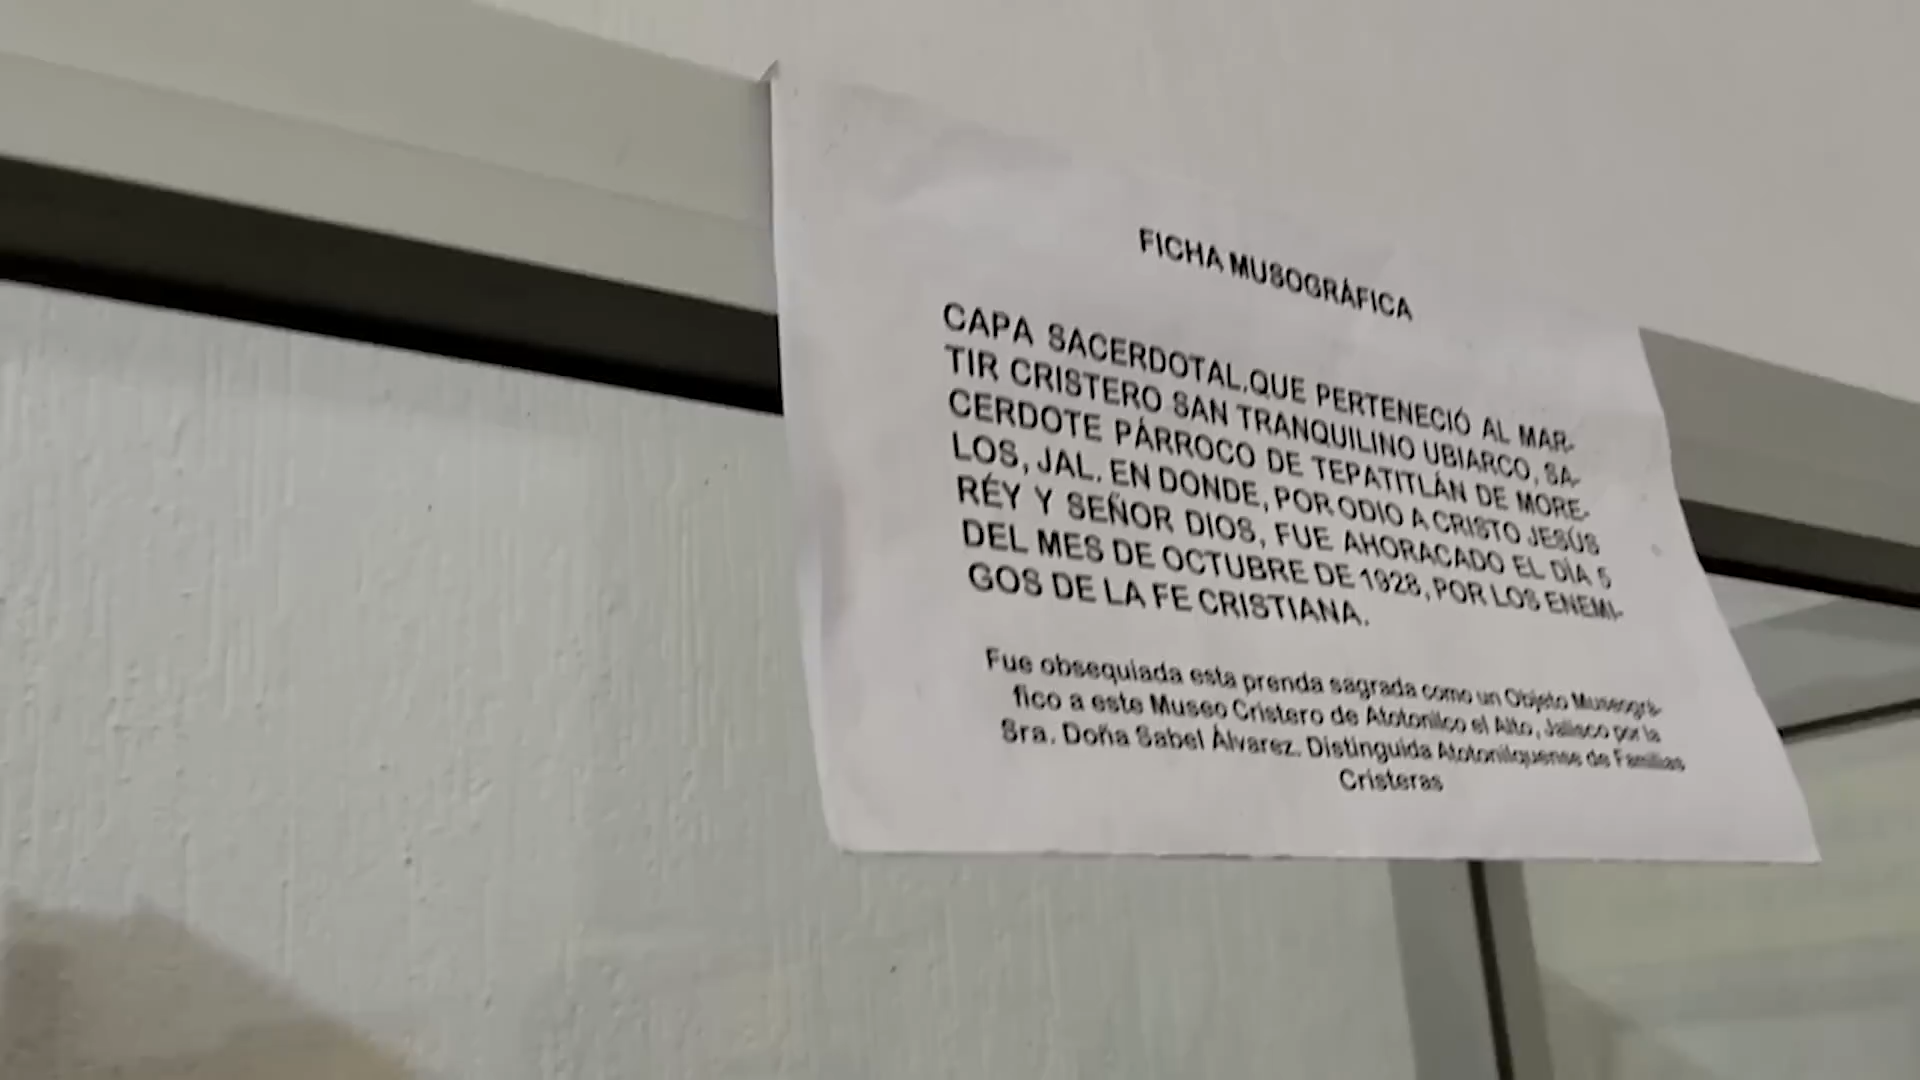 FICHA MUSOGRÁFICA
CAPA SACERDOTAL,QUE PERTENECIÓ AL MAR-
TIR CRISTERO SAN TRANQUILINO UBIARCO, SA-
CERDOTE PÁRROCO DE TEPATITLÁN DE MORE-
LOS, JAL. EN DONDE, POR ODIO A CRISTO JESÚS
RÉY Y SEÑOR DIOS, FUE AHORACADO EL DÍA 5
DEL MES DE OCTUBRE DE 1928, POR LOS ENEMI-
GOS DE LA FE CRISTIANA.
Fue obsequiada esta prenda sagrada como un Objeto Museográ-
fico a este Museo Cristero de Atotonilco el Alto, Jalisco por la
Sra. Doña Sabel Álvarez. Distinguida Atotonilquense de Familias
Cristeras